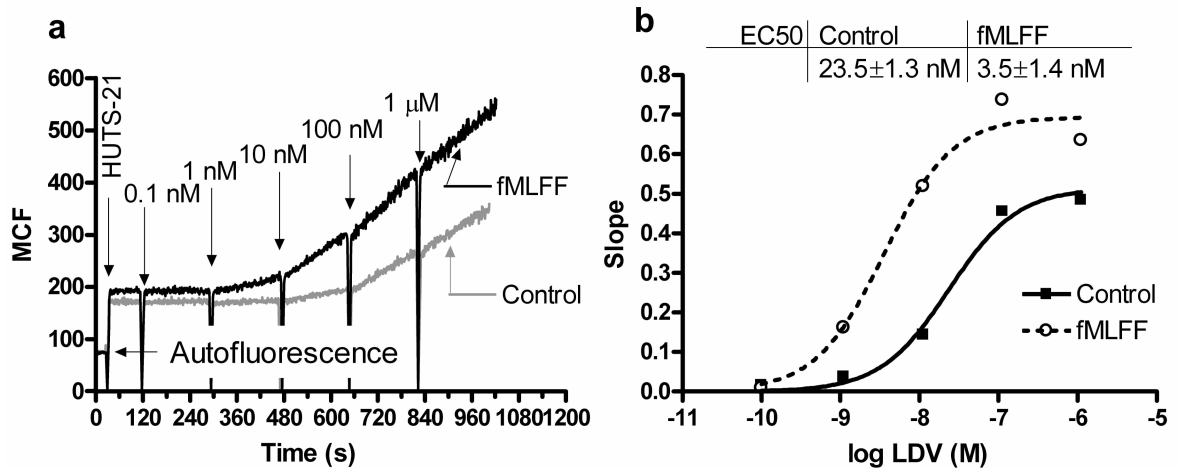 a
MCF
600
500
400
300
200
100
0
HUTS-21
0.1 nM
1 nM
10 nM
100 nM
1 μM
fMLFF
Control
Autofluorescence
0 120 240 360 480 600 720 840 960 1080 1200
Time (s)
b
EC50 Control fMLFF
23.5±1.3 nM 3.5±1.4 nM
Slope
0.8
0.7
0.6
0.5
0.4
0.3
0.2
0.1
0.0
Control
fMLFF
-11 -10 -9 -8 -7 -6 -5
log LDV (M)